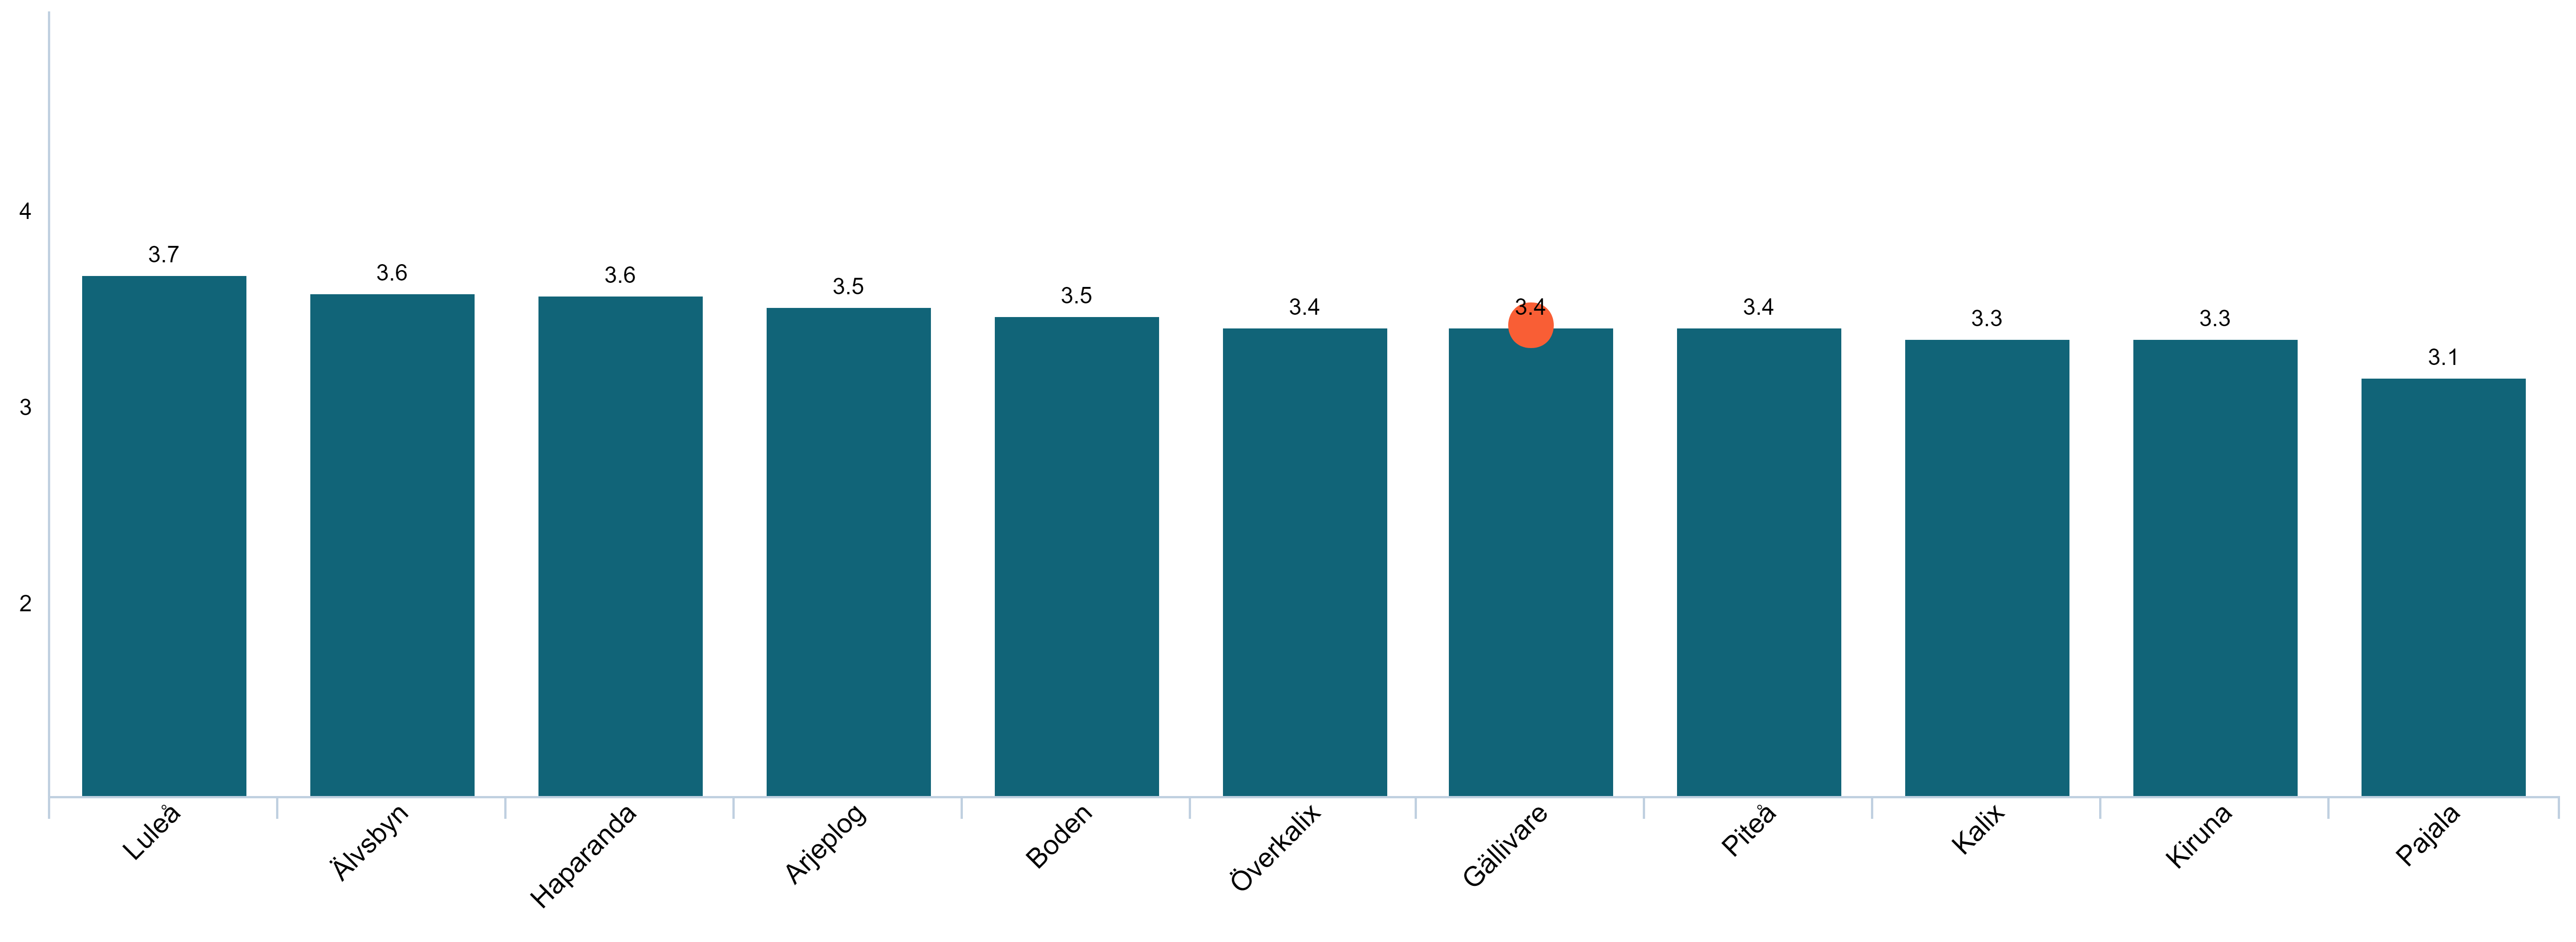 4
3
2
3.7
3.6
3.6
3.5
3.5
3.4
3.4
3.4
3.3
3.3
3.1
Luleå
Älvsbyn
Haparanda
Arjeplog
Boden
Överkalix
Gällivare
Piteå
Kalix
Kiruna
Pajala